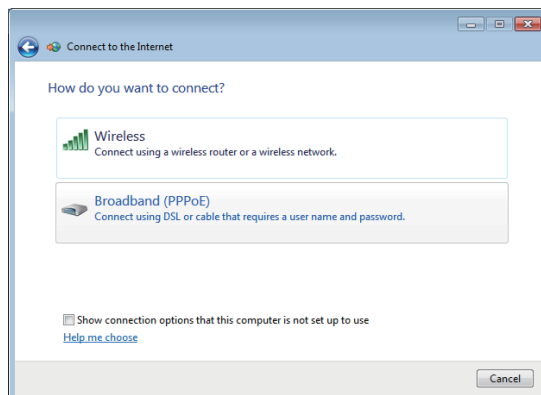 Connect to the Internet
How do you want to connect?
Wireless
Connect using a wireless router or a wireless network.
Broadband (PPPoE)
Connect using DSL or cable that requires a user name and password.
Show connection options that this computer is not set up to use
Help me choose
Cancel